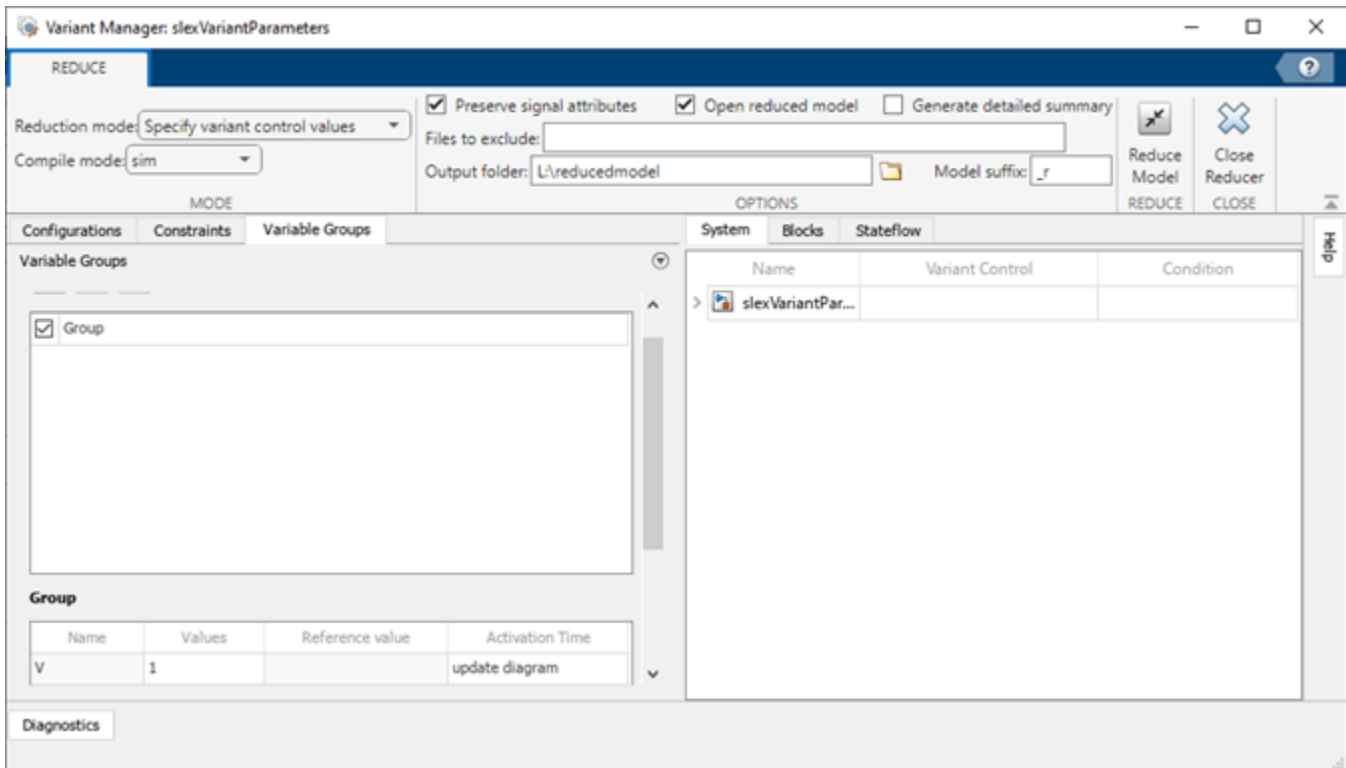 Variant Manager: slexVariantParameters
REDUCE
Preserve signal attributes Open reduced model Generate detailed summary
Reduction mode: Specify variant control values
Files to exclude:
Compile mode: sim
Output folder: L:\reducedmodel Model suffix: _r
Reduce Model
Close Reducer
MODE OPTIONS REDUCE CLOSE
Configurations Constraints Variable Groups
System Blocks Stateflow
Help
Variable Groups
Name Variant Control Condition
slexVariantPar...
Group
Group
Name Values Reference value Activation Time
V 1 update diagram
Diagnostics